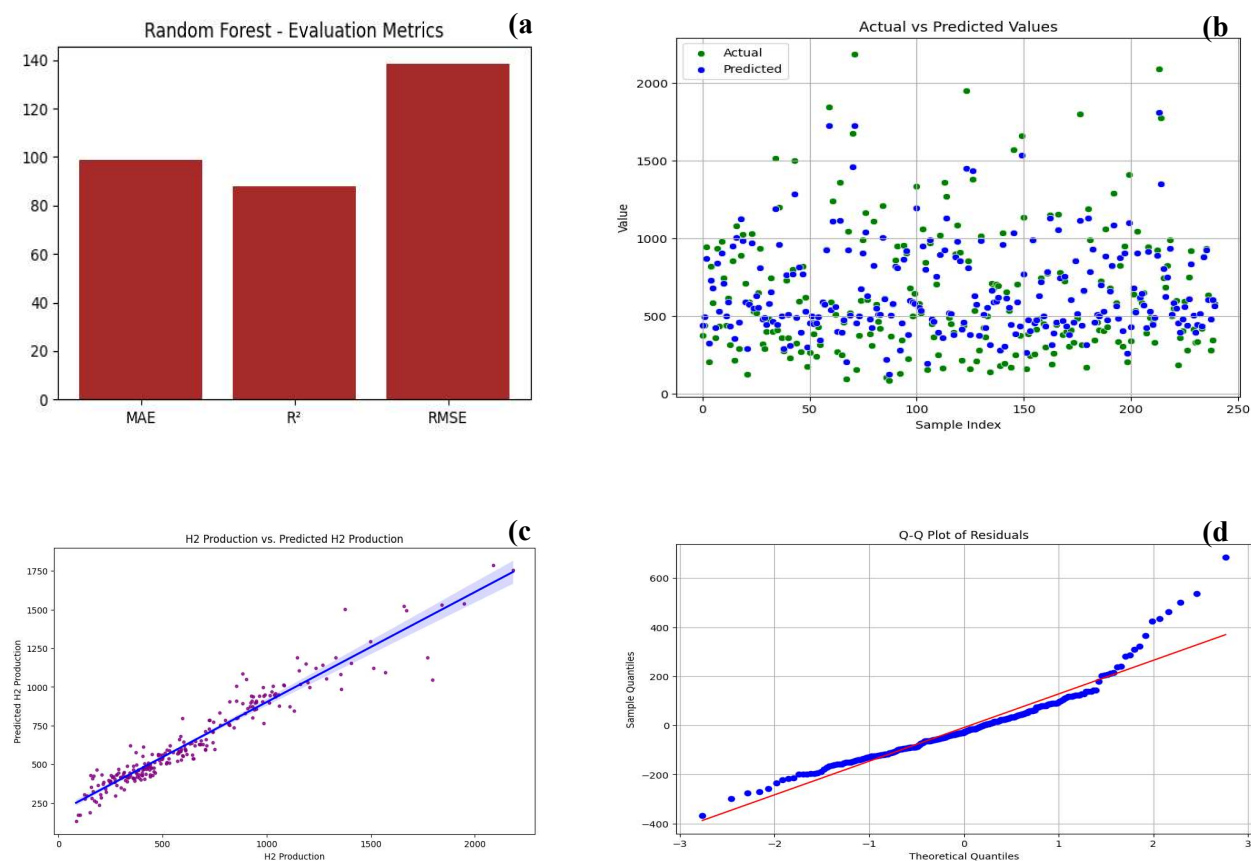 Random Forest - Evaluation Metrics
(a
140
120
100
80
60
40
20
0
MAE R² RMSE
Actual vs Predicted Values
(b
Actual
Predicted
Value
2000
1500
1000
500
0
0 50 100 150 200 250
Sample Index
H2 Production vs. Predicted H2 Production
(c
Predicted H2 Production
1750
1500
1250
1000
750
500
250
0 500 1000 1500 2000
H2 Production
Q-Q Plot of Residuals
(d
Sample Quantiles
600
400
200
0
−200
−400
−3 −2 −1 0 1 2 3
Theoretical Quantiles